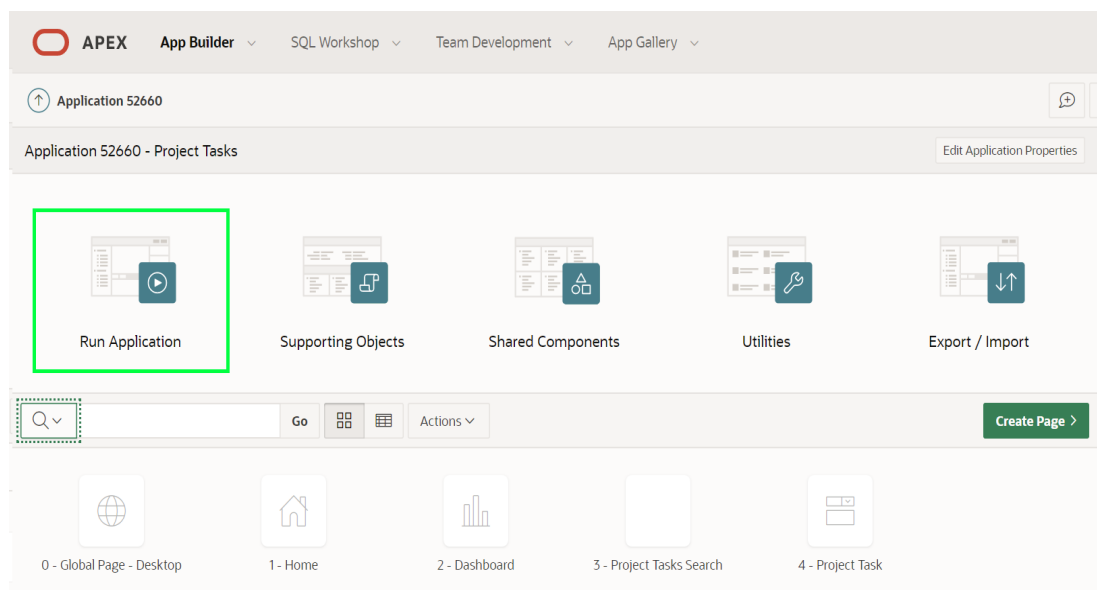 APEX App Builder SQL Workshop Team Development App Gallery
Application 52660
Application 52660 - Project Tasks Edit Application Properties
Run Application Supporting Objects Shared Components Utilities Export / Import
Go Actions Create Page
0 - Global Page - Desktop 1 - Home 2 - Dashboard 3 - Project Tasks Search 4 - Project Task